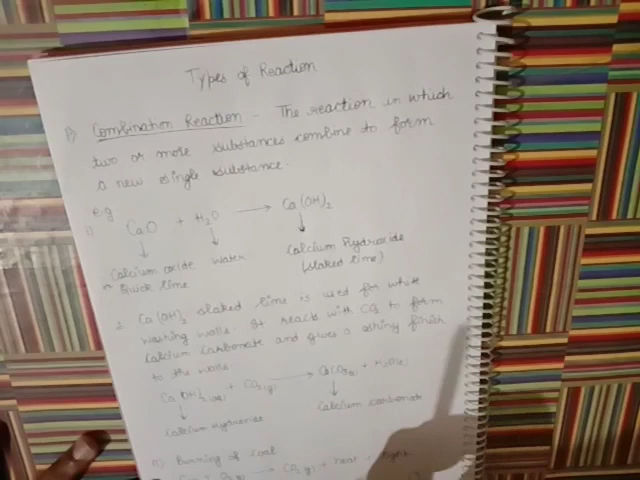 Types of Reaction
Combination Reaction - The reaction in which
two or more substances combine to form
a new single substance.
e.g
i) CaO + H₂O → Ca(OH)₂
Calcium oxide water Calcium Hydroxide
Quick lime (slaked lime)
Ca(OH)₂ slaked lime is used for white
washing walls. It reacts with CO₂ to form
Calcium Carbonate and gives a shiny finish
to the walls
Ca(OH)₂(aq) + CO₂(g) → CaCO₃(s) + H₂O(l)
Calcium Hydroxide Calcium carbonate
ii) Burning of Coal
→ CO₂(g) + heat + light